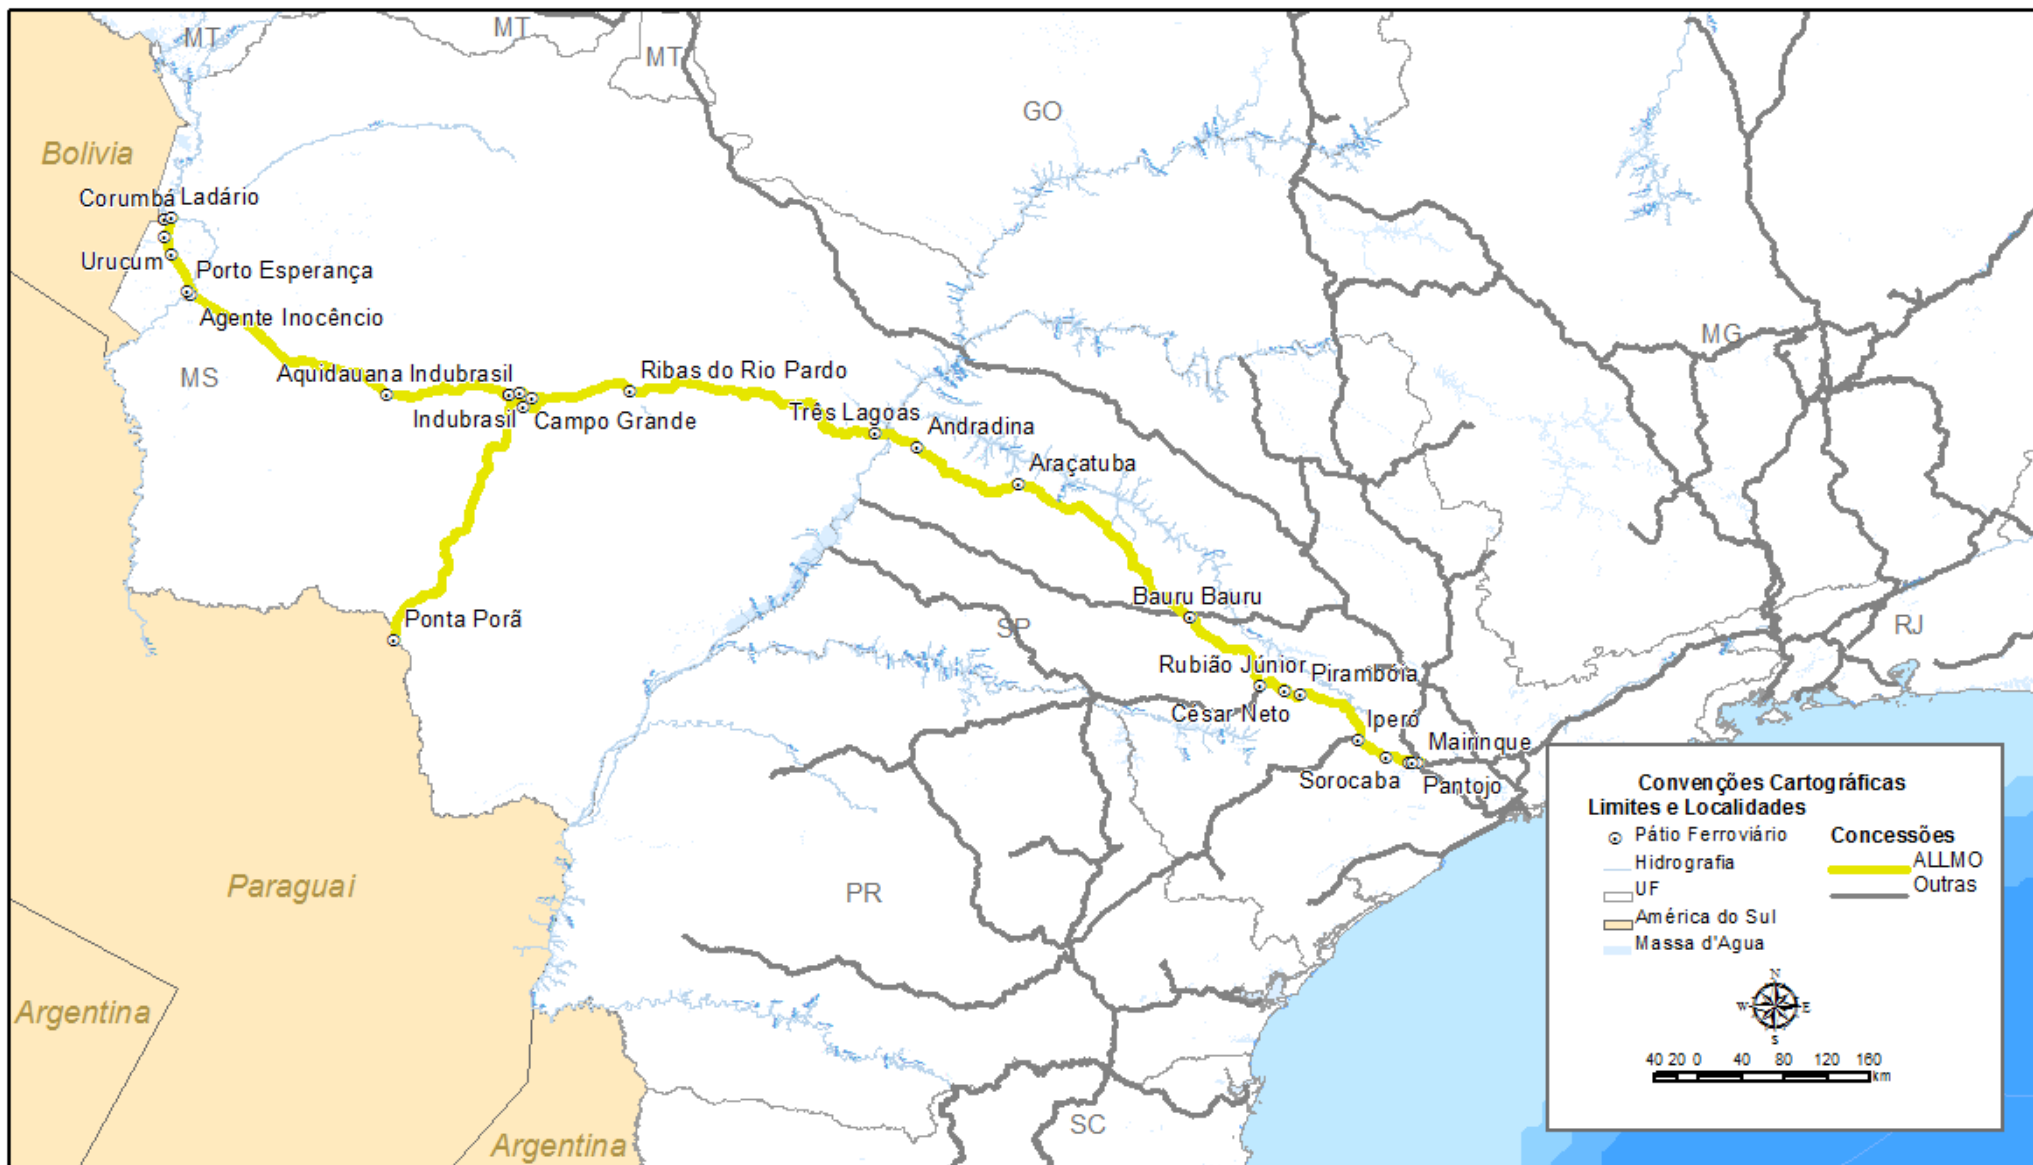 MT
MT
MT
GO
Bolivia
Corumbá Ladário
Urucum
Porto Esperança
Agente Inocêncio
MS
MG
Aquidauana Indubrasil
Ribas do Rio Pardo
Indubrasil
Campo Grande
Três Lagoas
Andradina
Araçatuba
Bauru Bauru
Ponta Porã
SP
RJ
Rubião Júnior
Pirambóia
Cesar Neto
Iperó
Mairinque
Sorocaba
Pantojo
Paraguai
PR
Argentina
Argentina
SC
Convenções Cartográficas
Limites e Localidades
Pátio Ferroviário
Hidrografia
UF
América do Sul
Massa d'Agua
Concessões
ALLMO
Outras
N
W
E
S
40 20 0 40 80 120 160
km